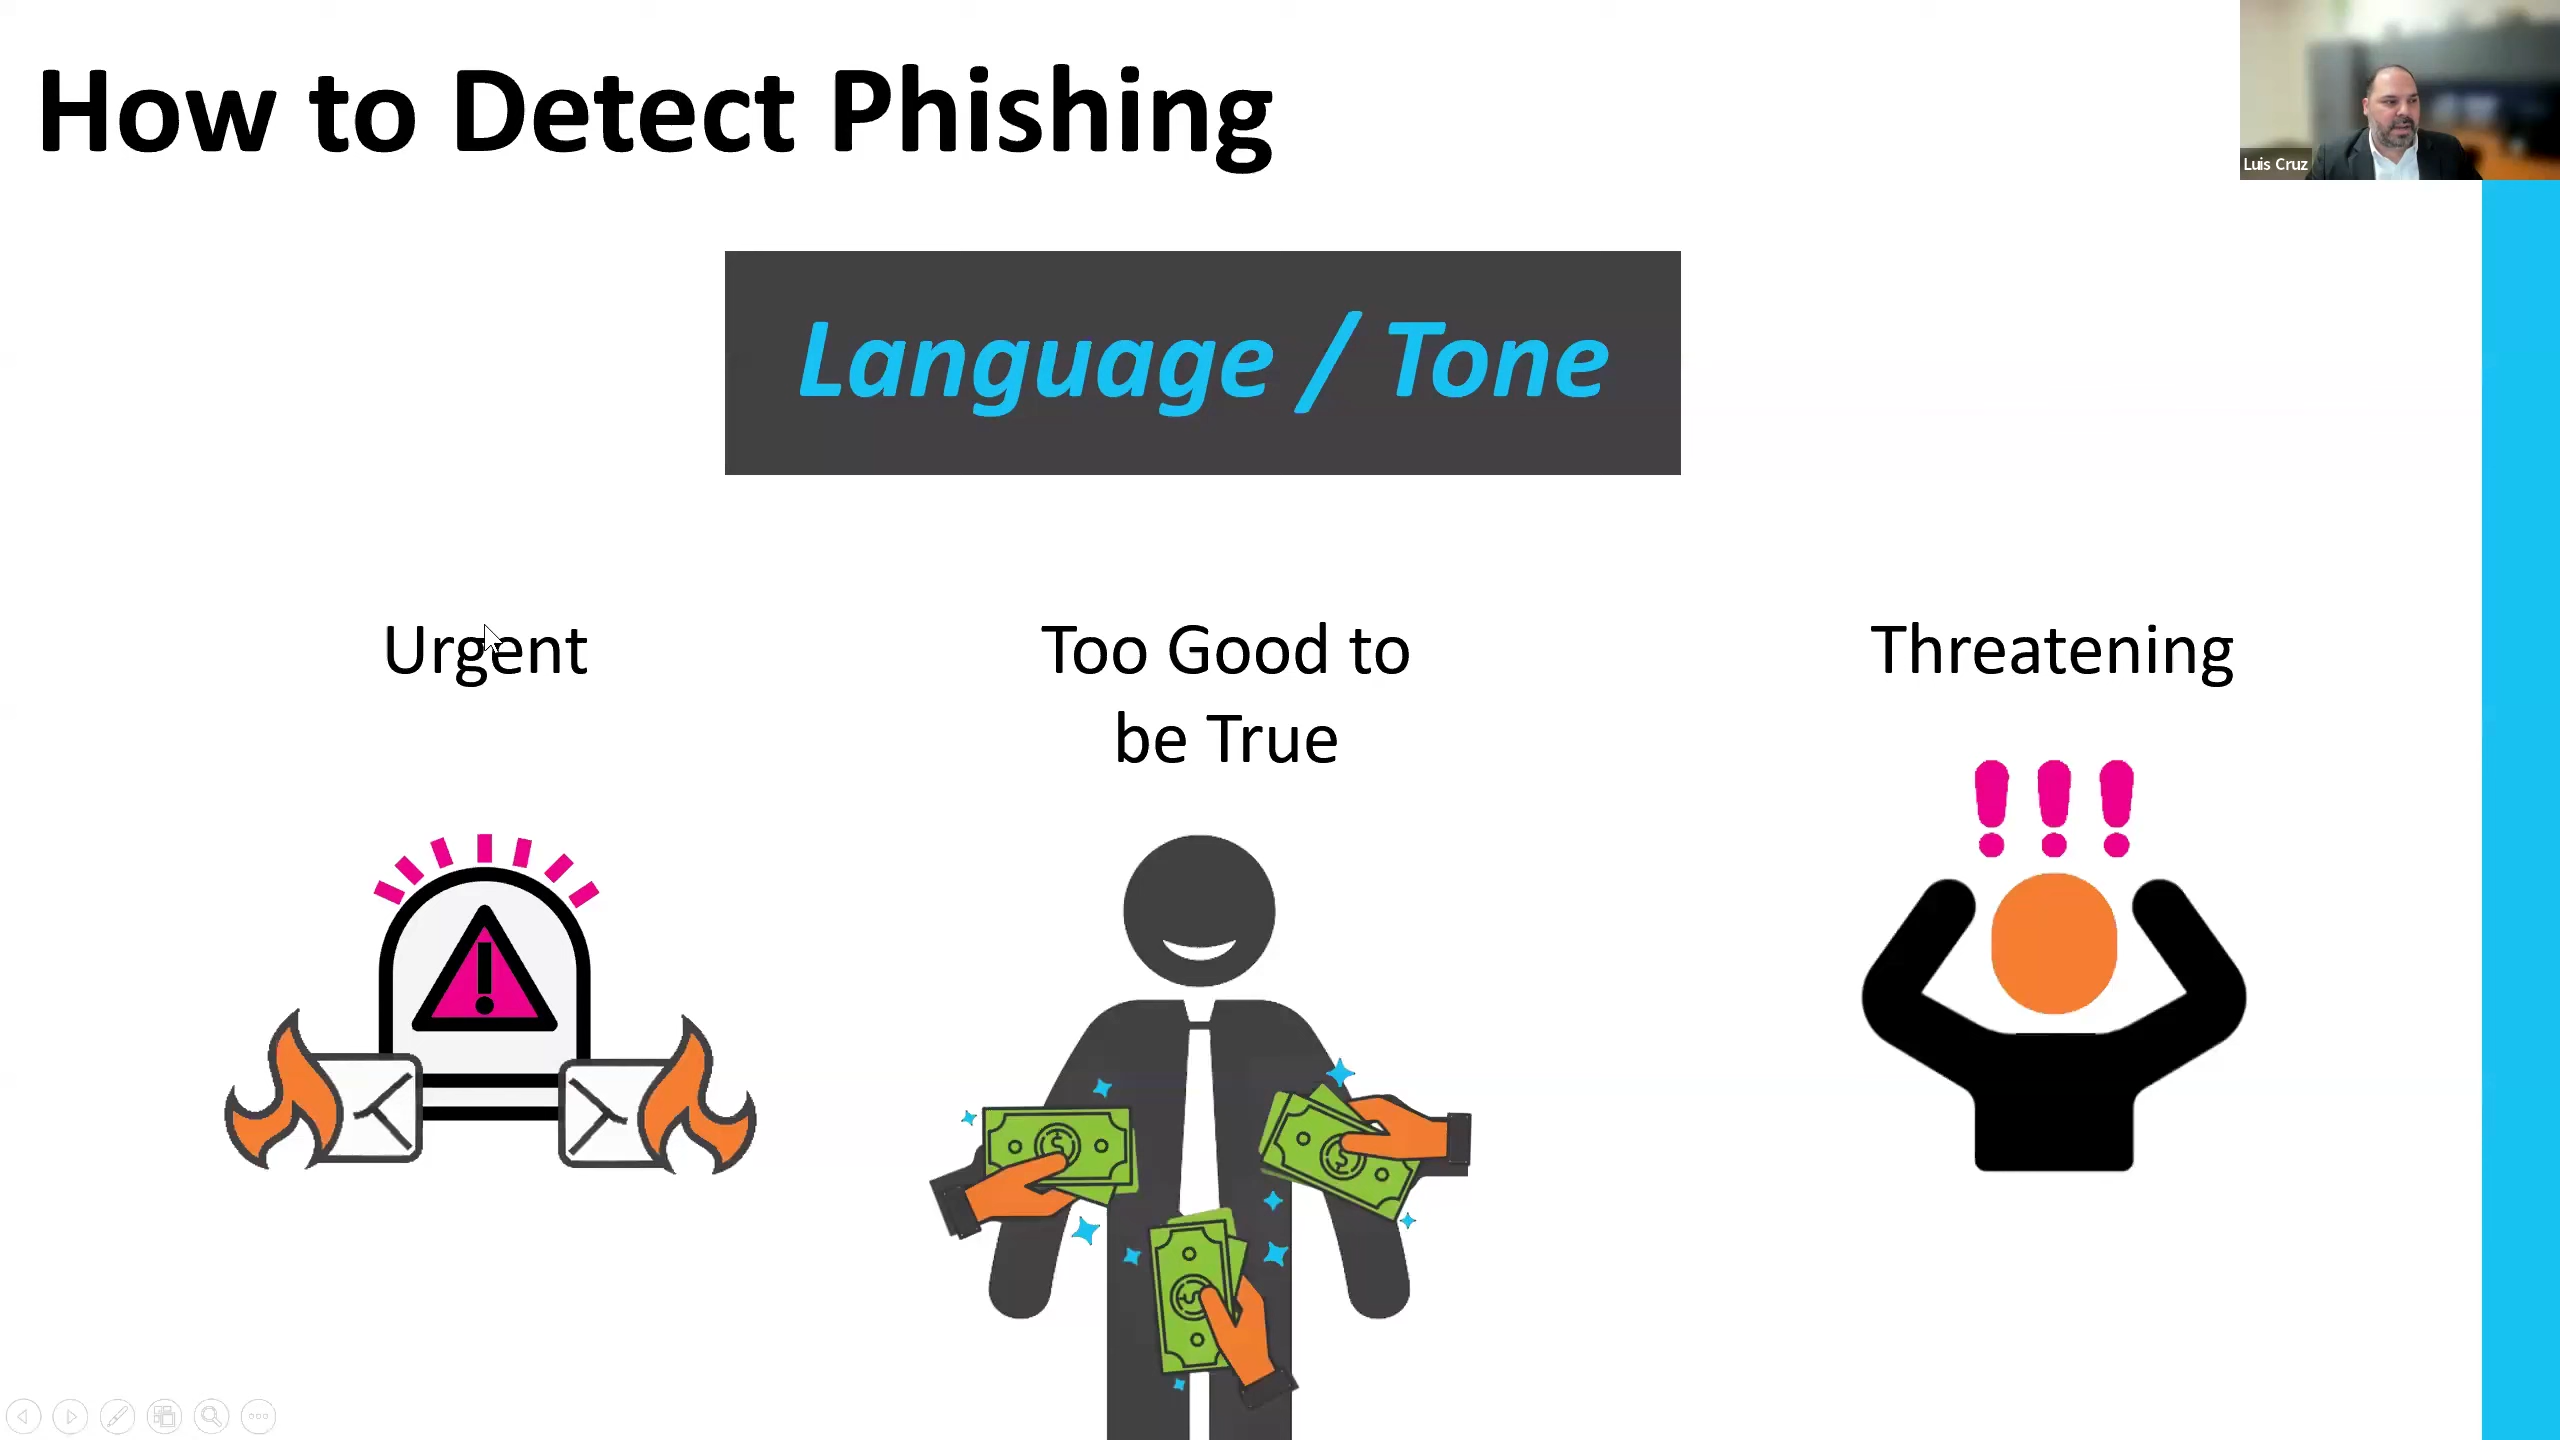 How to Detect Phishing
Luis Cruz
Language / Tone
Urgent
Too Good to
be True
Threatening